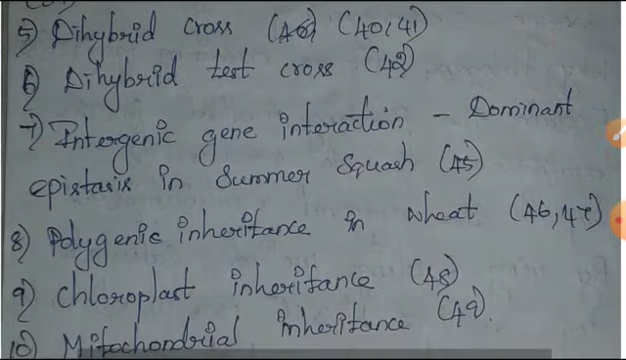 5) Dihybrid cross (40,41)
6) Dihybrid test cross (42)
7) Intergenic gene interaction - Dominant
epistasis in Summer Squash (45)
8) Polygenic inheritance in wheat (46,47)
9) chloroplast inheritance (48)
10) Mitochondrial inheritance (49).